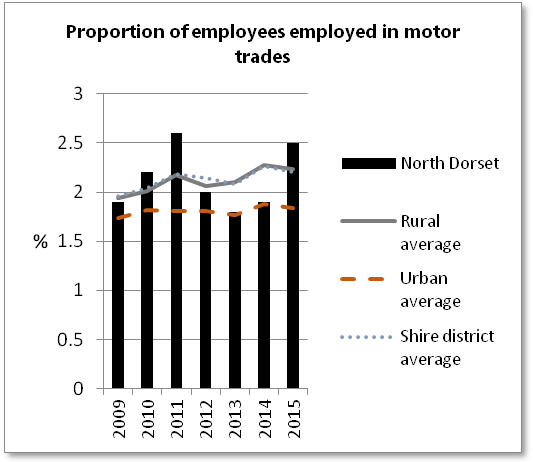 Proportion of employees employed in motor
trades
3
2.5
2
1.5
1
0.5
0
%
2009
2010
2011
2012
2013
2014
2015
North Dorset
Rural
average
Urban
average
Shire district
average